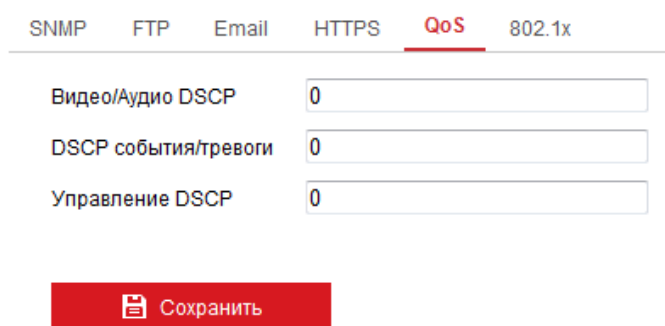 SNMP FTP Email HTTPS QoS 802.1x
Видео/Аудио DSCP 0
DSCP события/тревоги 0
Управление DSCP 0
Сохранить